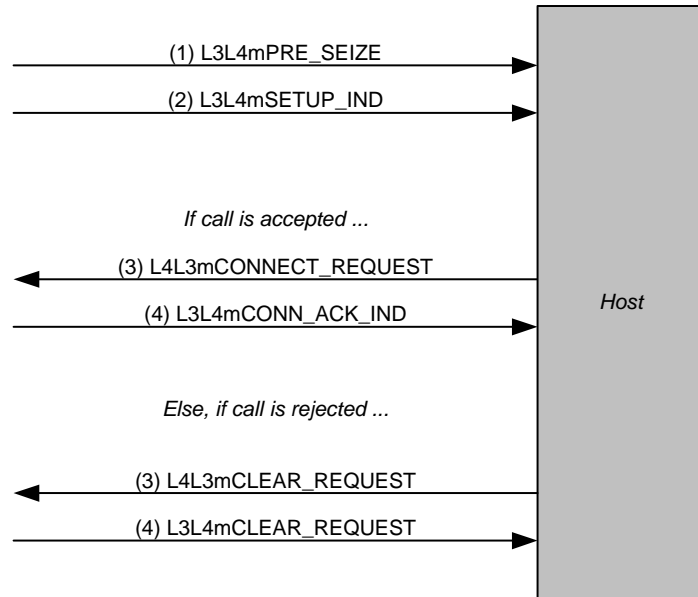 (1) L3L4mPRE_SEIZE
(2) L3L4mSETUP_IND
If call is accepted ...
(3) L4L3mCONNECT_REQUEST
Host
(4) L3L4mCONN_ACK_IND
Else, if call is rejected ...
(3) L4L3mCLEAR_REQUEST
(4) L3L4mCLEAR_REQUEST